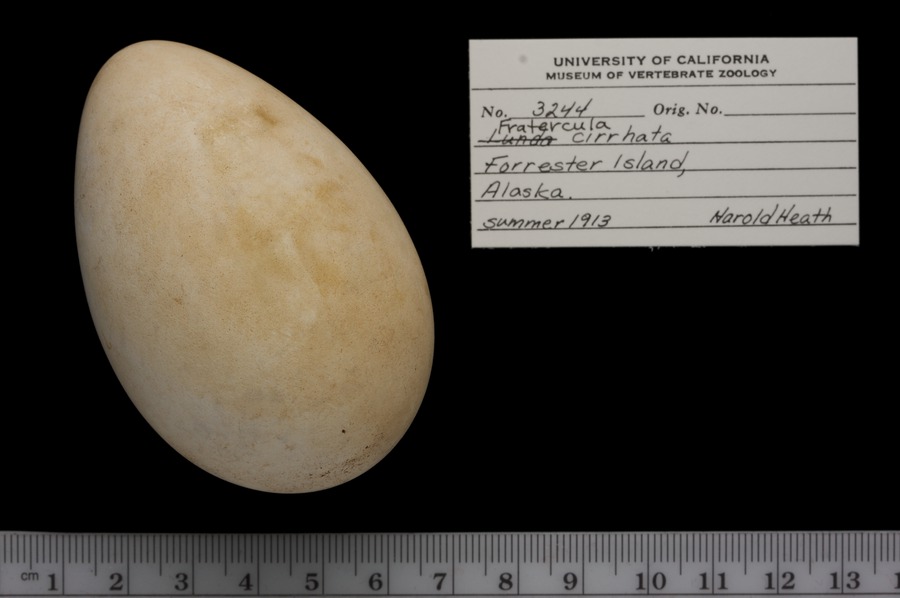 UNIVERSITY OF CALIFORNIA
MUSEUM OF VERTEBRATE ZOOLOGY
No. 3244 Orig. No.
Fratercula
Lunda cirrhata
Forrester Island,
Alaska.
summer 1913 Harold Heath
cm 1 2 3 4 5 6 7 8 9 10 11 12 13